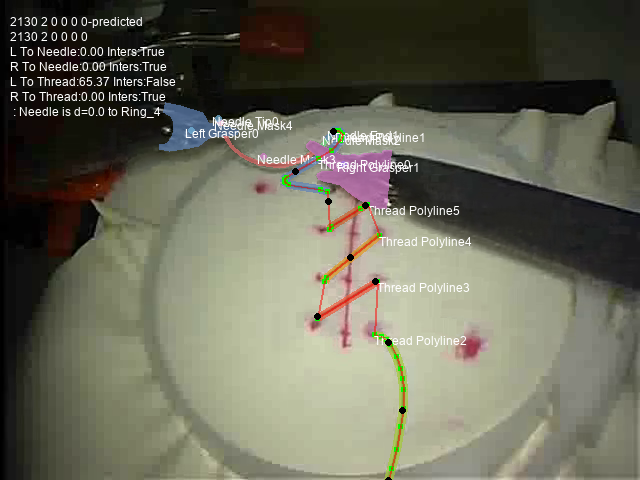 2130 2 0 0 0 0-predicted
2130 2 0 0 0 0
L To Needle:0.00 Inters:True
R To Needle:0.00 Inters:True
L To Thread:65.37 Inters:False
R To Thread:0.00 Inters:True
: Needle is d=0.0 to Ring_4
Needle Tip0
Needle Mask4
Left Grasper0
Needle Mask2
Needle Mask3
Thread Polyline0
Right Grasper1
Thread Polyline5
Thread Polyline4
Thread Polyline3
Thread Polyline2